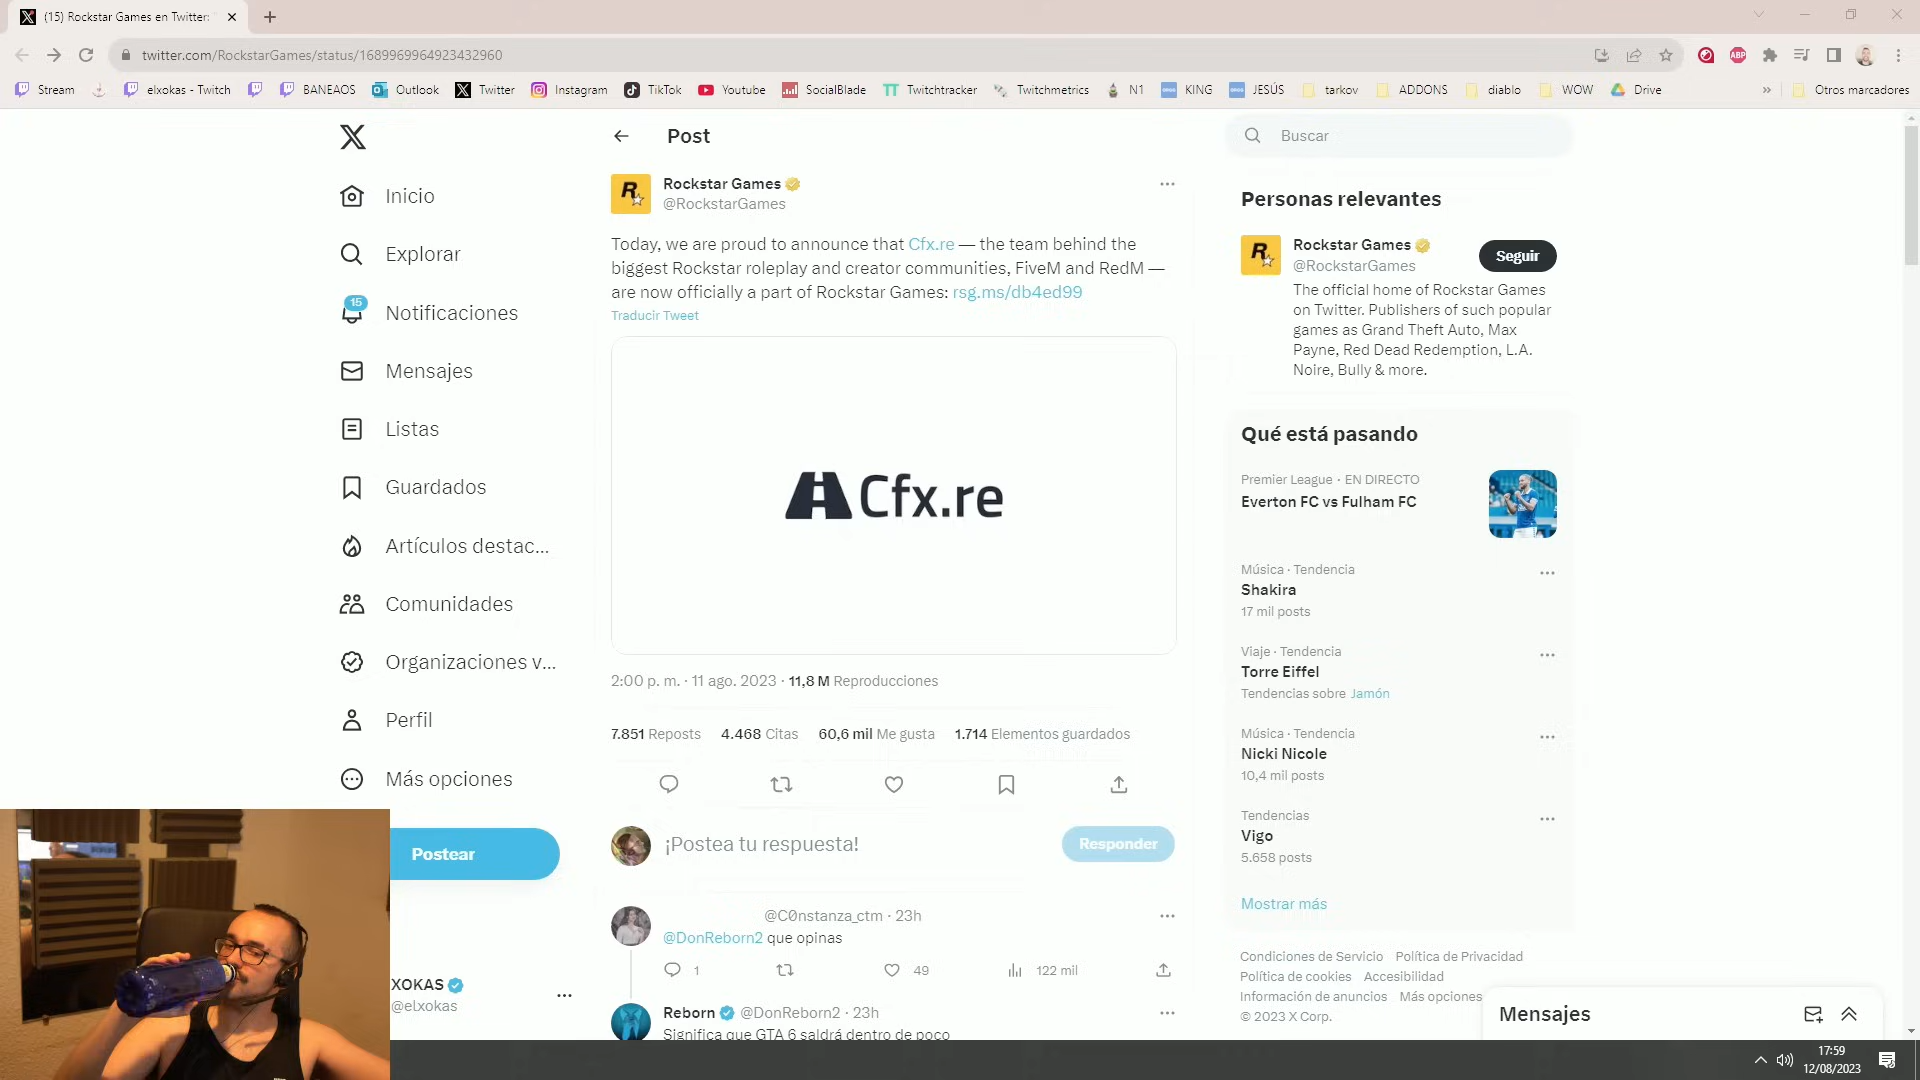 (15) Rockstar Games en Twitter:
twitter.com/RockstarGames/status/1689969964923432960
ABP
Stream
elxokas - Twitch
BANEAOS
Outlook
Twitter
Instagram
TikTok
Youtube
SocialBlade
Twitchtracker
Twitchmetrics
N1
KING
JESÚS
tarkov
ADDONS
diablo
WOW
Drive
»
Otros marcadores
Inicio
Explorar
15
Notificaciones
Mensajes
Listas
Guardados
Artículos destac...
Comunidades
Organizaciones v...
Perfil
Más opciones
Postear
XOKAS
@elxokas
Post
Rockstar Games
@RockstarGames
Today, we are proud to announce that Cfx.re — the team behind the
biggest Rockstar roleplay and creator communities, FiveM and RedM —
are now officially a part of Rockstar Games: rsg.ms/db4ed99
Traducir Tweet
Cfx.re
2:00 p. m. · 11 ago. 2023 · 11,8 M Reproducciones
7.851 Reposts 4.468 Citas 60,6 mil Me gusta 1.714 Elementos guardados
¡Postea tu respuesta!
Responder
@C0nstanza_ctm · 23h
@DonReborn2 que opinas
1
49
122 mil
Reborn @DonReborn2 · 23h
Significa que GTA 6 saldrá dentro de poco
Buscar
Personas relevantes
Rockstar Games
@RockstarGames
Seguir
The official home of Rockstar Games
on Twitter. Publishers of such popular
games as Grand Theft Auto, Max
Payne, Red Dead Redemption, L.A.
Noire, Bully & more.
Qué está pasando
Premier League · EN DIRECTO
Everton FC vs Fulham FC
Música · Tendencia
Shakira
17 mil posts
Viaje · Tendencia
Torre Eiffel
Tendencias sobre Jamón
Música · Tendencia
Nicki Nicole
10,4 mil posts
Tendencias
Vigo
5.658 posts
Mostrar más
Condiciones de Servicio Política de Privacidad
Política de cookies Accesibilidad
Información de anuncios Más opciones
© 2023 X Corp.
Mensajes
17:59
12/08/2023